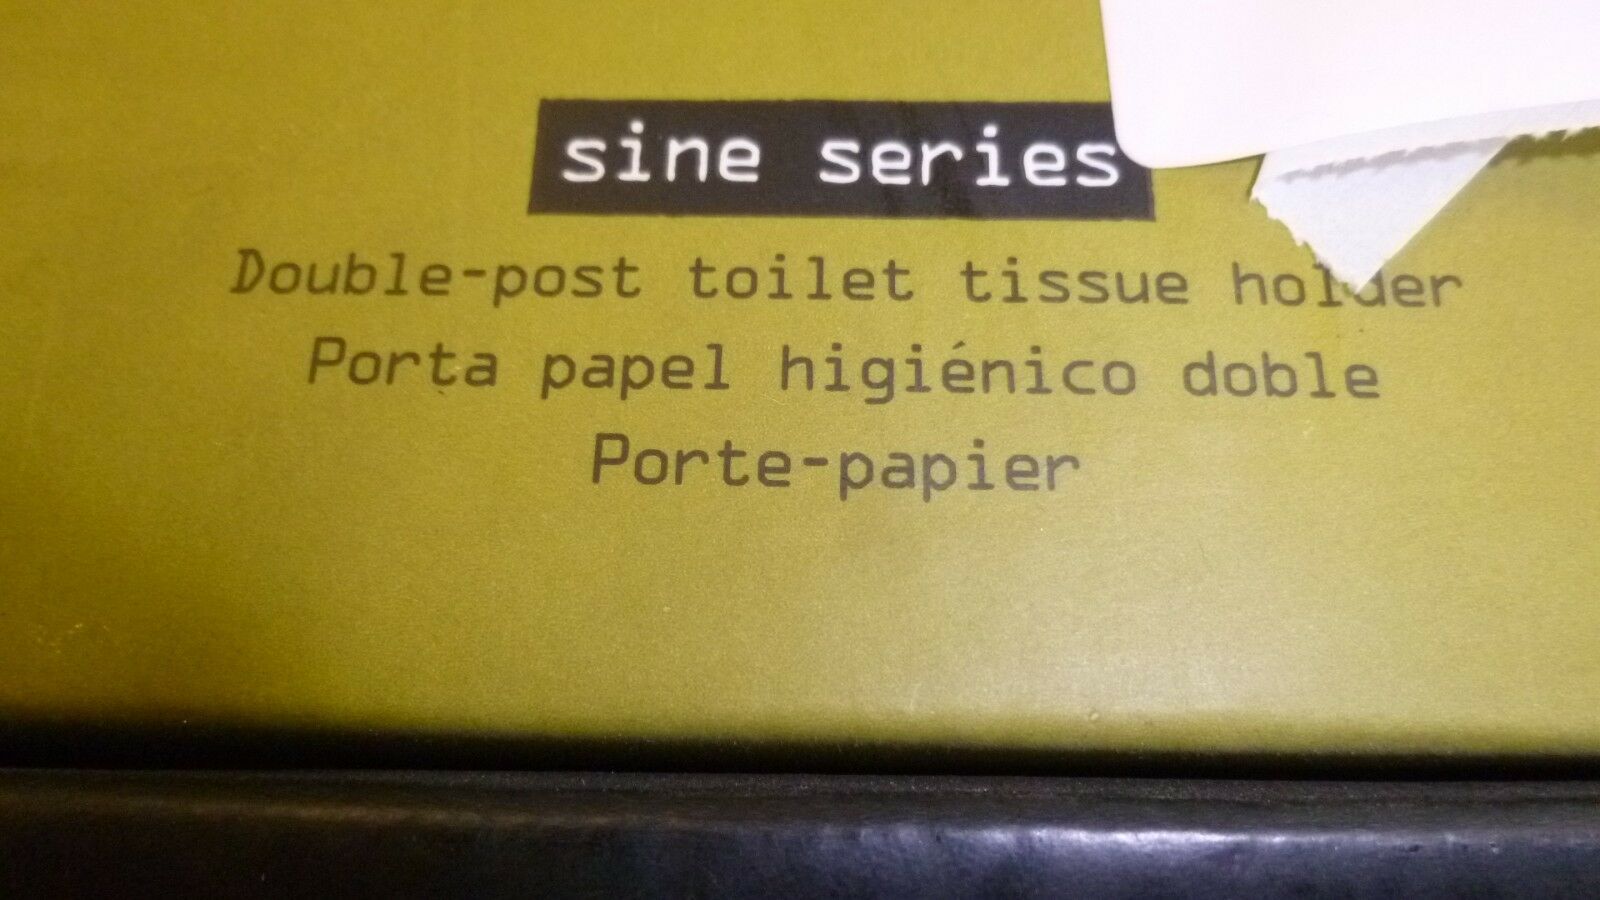 sine series
Double-post toilet tissue holder
Porta papel higiénico doble
Porte-papier